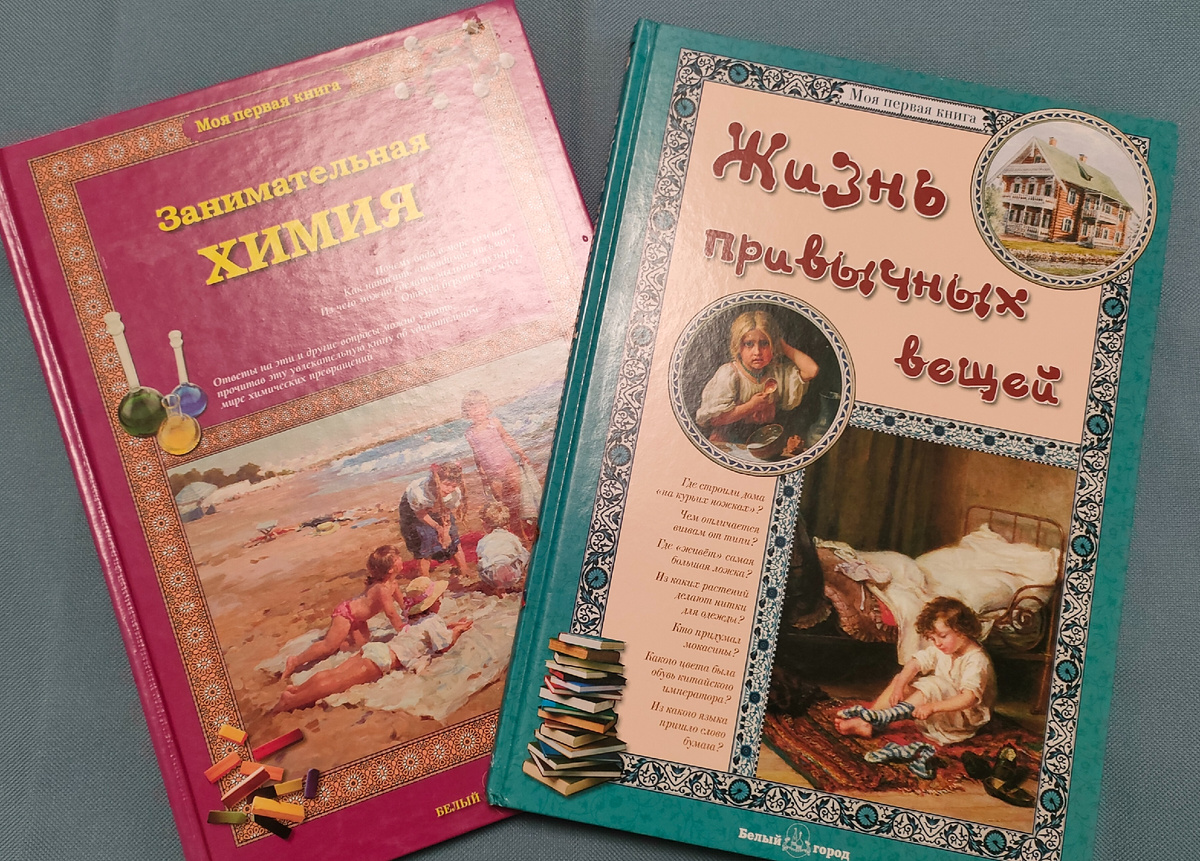 Моя первая книга
Занимательная
ХИМИЯ
Ответы на эти и другие вопросы можно узнать,
прочитав эту увлекательную книгу об удивительном
мире химических превращений
БЕЛЫЙ
Моя первая книга
Жизнь
привычных
вещей
Где строили дома
«на курьих ножках»?
Чем отличается
вигвам от типи?
Где «живёт» самая
большая ложка?
Из каких растений
делают нитки
для одежды?
Кто придумал
мокасины?
Какого цвета была
обувь китайского
императора?
Из какого языка
пришло слово
бумага?
Белый город